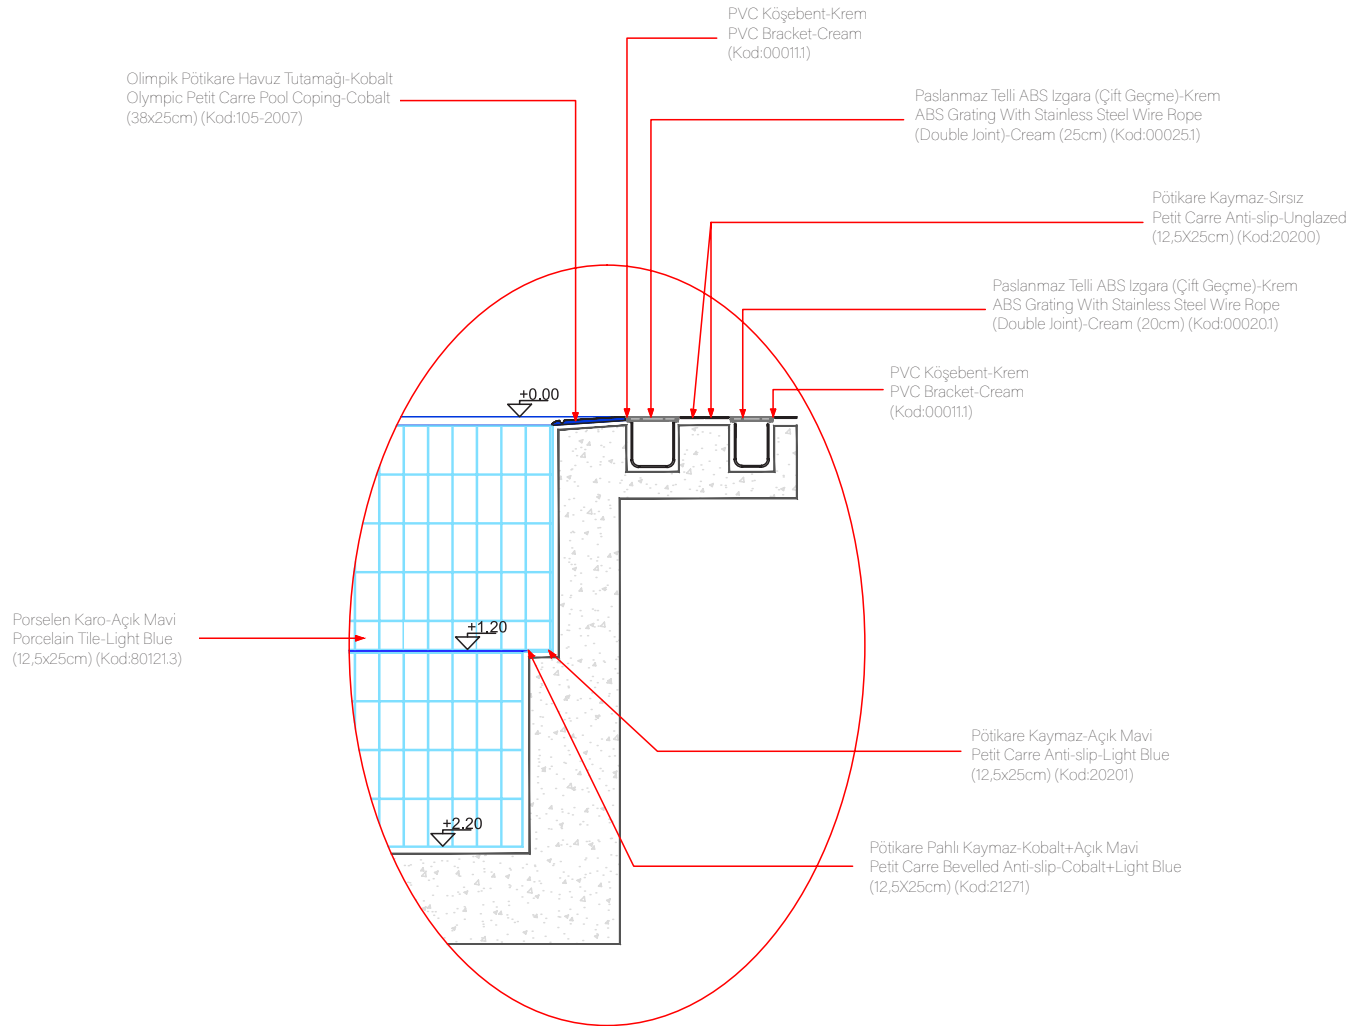 PVC Köşebent-Krem
PVC Bracket-Cream
(Kod:00011.1)
Olimpik Pötikare Havuz Tutamağı-Kobalt
Olympic Petit Carre Pool Coping-Cobalt
(38x25cm) (Kod:105-2007)
Paslanmaz Telli ABS Izgara (Çift Geçme)-Krem
ABS Grating With Stainless Steel Wire Rope
(Double Joint)-Cream (25cm) (Kod:00025.1)
Pötikare Kaymaz-Sırsız
Petit Carre Anti-slip-Unglazed
(12,5X25cm) (Kod:20200)
Paslanmaz Telli ABS Izgara (Çift Geçme)-Krem
ABS Grating With Stainless Steel Wire Rope
(Double Joint)-Cream (20cm) (Kod:00020.1)
PVC Köşebent-Krem
PVC Bracket-Cream
(Kod:00011.1)
+0.00
Porselen Karo-Açık Mavi
Porcelain Tile-Light Blue
(12,5x25cm) (Kod:80121.3)
+1.20
Pötikare Kaymaz-Açık Mavi
Petit Carre Anti-slip-Light Blue
(12,5x25cm) (Kod:20201)
+2.20
Pötikare Pahlı Kaymaz-Kobalt+Açık Mavi
Petit Carre Bevelled Anti-slip-Cobalt+Light Blue
(12,5X25cm) (Kod:21271)